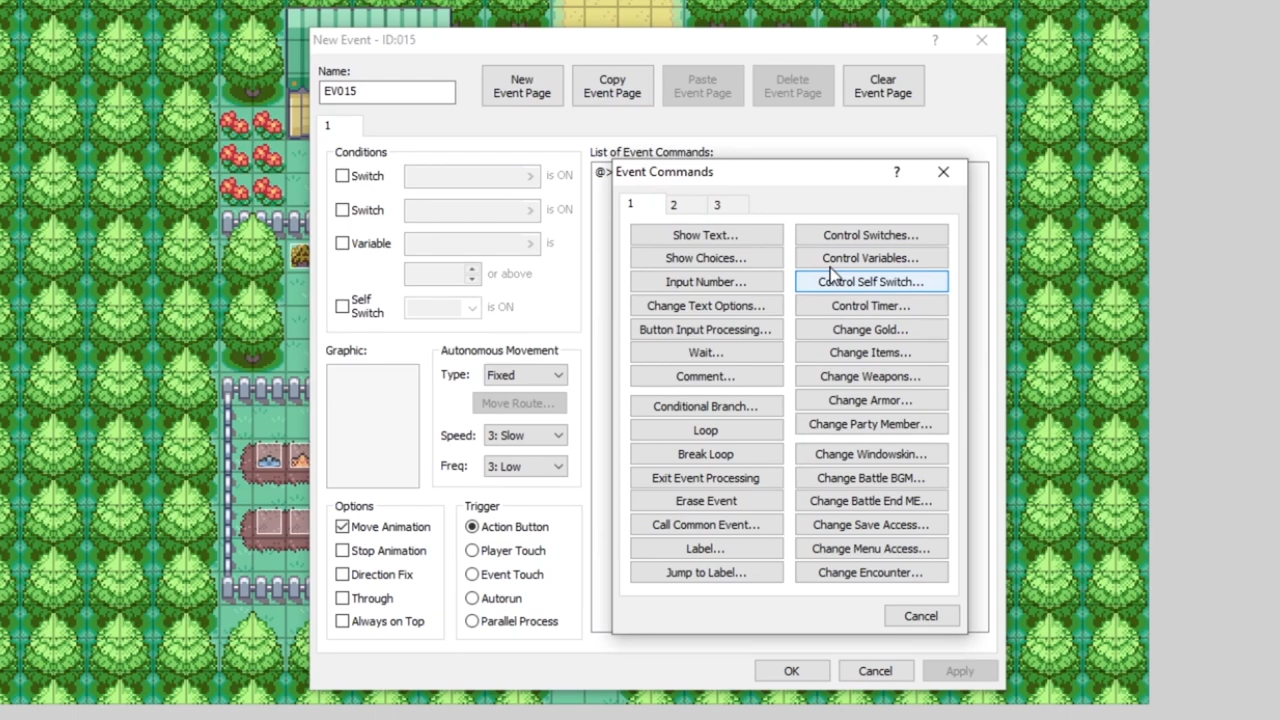 New Event - ID:015
?
Name:
EV015
New
Event Page
Copy
Event Page
Paste
Event Page
Delete
Event Page
Clear
Event Page
1
Conditions
Switch
is ON
Switch
is ON
Variable
is
or above
Self
Switch
is ON
Graphic:
Autonomous Movement
Type:
Fixed
Move Route...
Speed:
3: Slow
Freq:
3: Low
Options
Move Animation
Stop Animation
Direction Fix
Through
Always on Top
Trigger
Action Button
Player Touch
Event Touch
Autorun
Parallel Process
List of Event Commands:
@>
Event Commands
?
1 2 3
Show Text...
Show Choices...
Input Number...
Change Text Options...
Button Input Processing...
Wait...
Comment...
Conditional Branch...
Loop
Break Loop
Exit Event Processing
Erase Event
Call Common Event...
Label...
Jump to Label...
Control Switches...
Control Variables...
Control Self Switch...
Control Timer...
Change Gold...
Change Items...
Change Weapons...
Change Armor...
Change Party Member...
Change Windowskin...
Change Battle BGM...
Change Battle End ME...
Change Save Access...
Change Menu Access...
Change Encounter...
Cancel
OK
Cancel
Apply